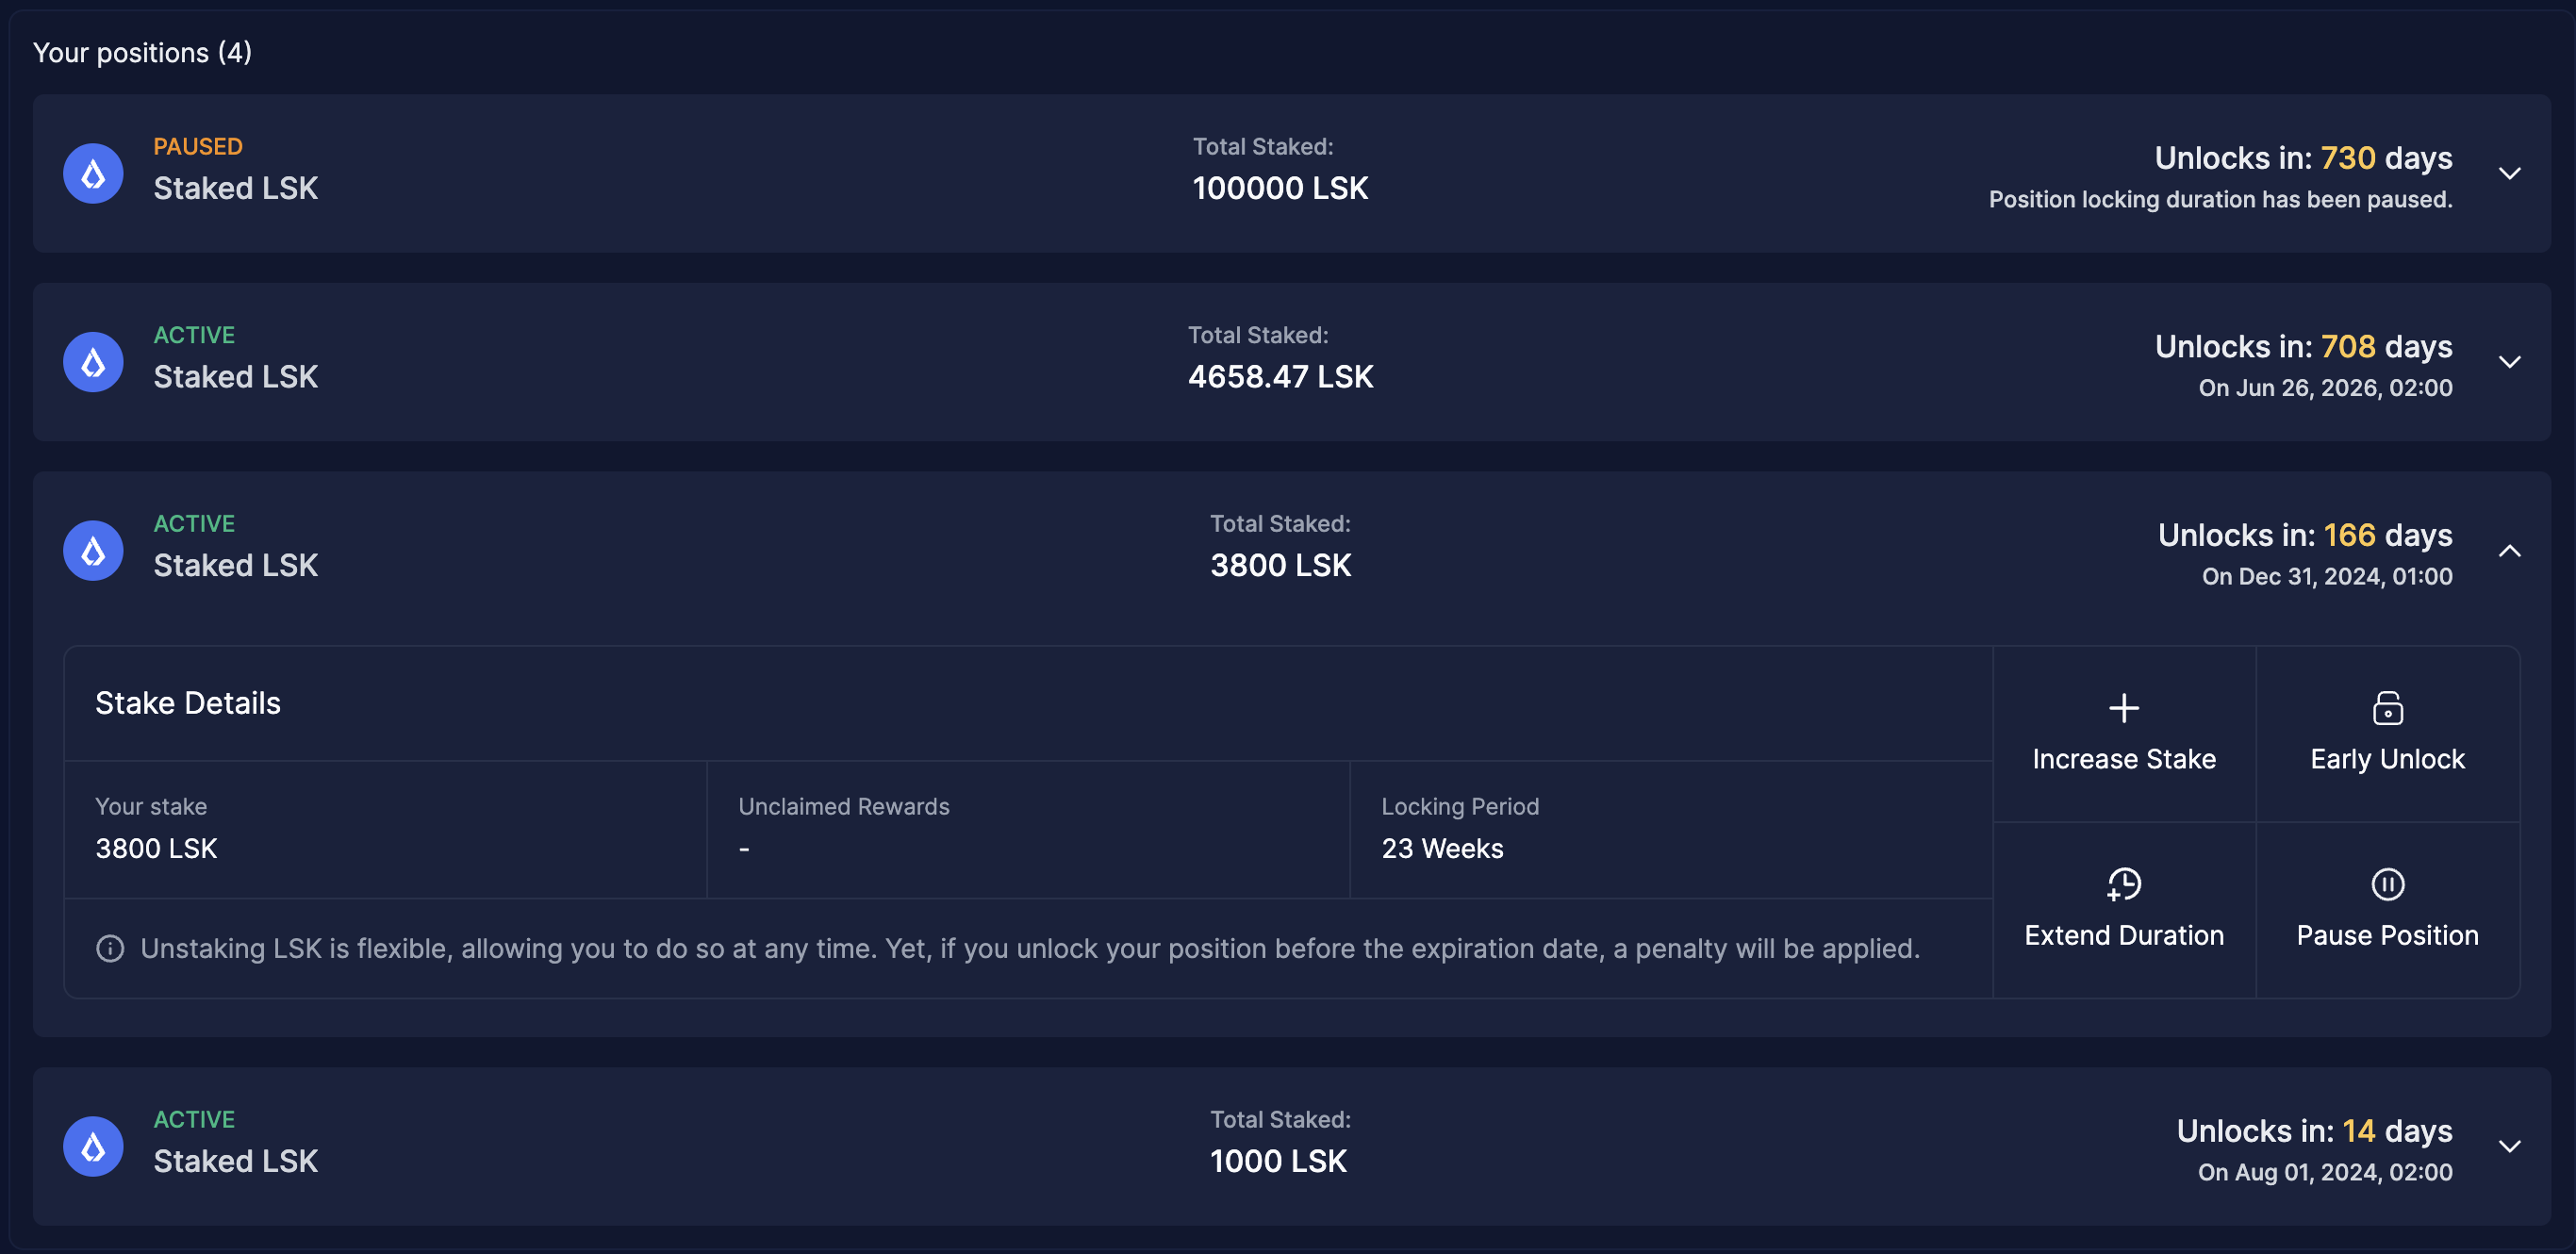 Your positions (4)
PAUSED
Staked LSK
Total Staked:
100000 LSK
Unlocks in: 730 days
Position locking duration has been paused.
ACTIVE
Staked LSK
Total Staked:
4658.47 LSK
Unlocks in: 708 days
On Jun 26, 2026, 02:00
ACTIVE
Staked LSK
Total Staked:
3800 LSK
Unlocks in: 166 days
On Dec 31, 2024, 01:00
Stake Details
Your stake
3800 LSK
Unclaimed Rewards
-
Locking Period
23 Weeks
Unstaking LSK is flexible, allowing you to do so at any time. Yet, if you unlock your position before the expiration date, a penalty will be applied.
Increase Stake
Early Unlock
Extend Duration
Pause Position
ACTIVE
Staked LSK
Total Staked:
1000 LSK
Unlocks in: 14 days
On Aug 01, 2024, 02:00